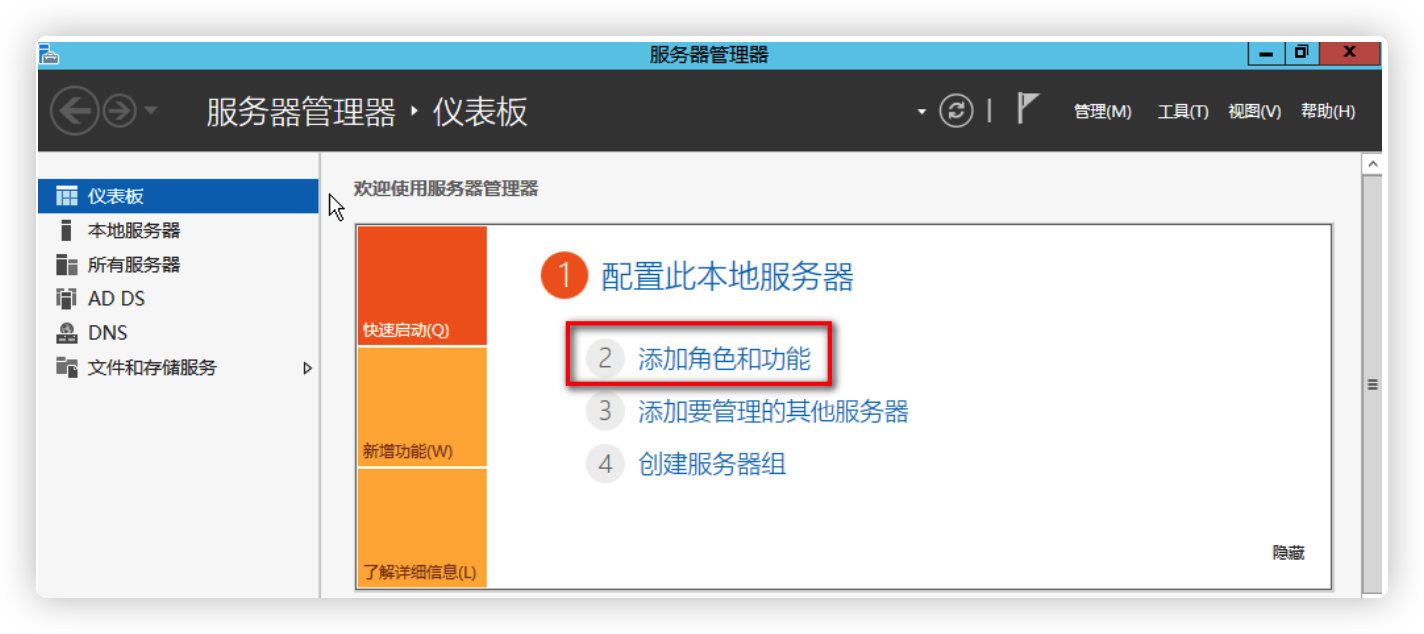 服务器管理器
服务器管理器 ‣ 仪表板
管理(M) 工具(T) 视图(V) 帮助(H)
仪表板
本地服务器
所有服务器
AD DS
DNS
文件和存储服务
欢迎使用服务器管理器
快速启动(Q)
新增功能(W)
了解详细信息(L)
1 配置此本地服务器
2 添加角色和功能
3 添加要管理的其他服务器
4 创建服务器组
隐藏